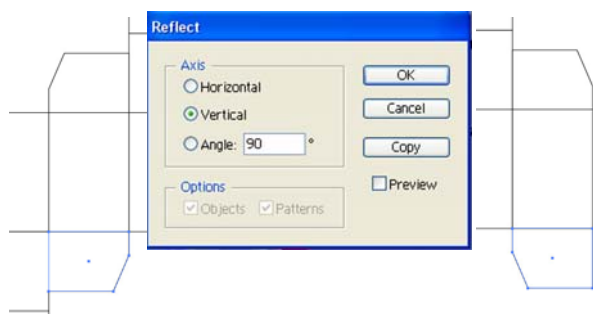 Reflect
Axis
Horizontal
Vertical
Angle: 90 °
Options
Objects Patterns
OK
Cancel
Copy
Preview